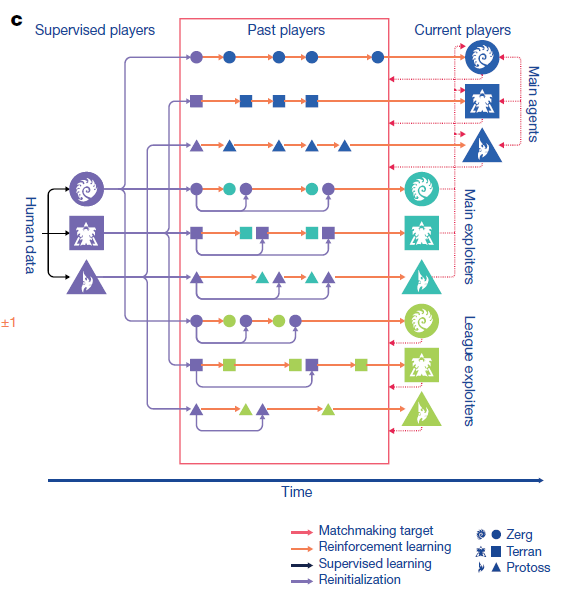 c
Supervised players
Past players
Current players
Main agents
Human data
Main exploiters
±1
League exploiters
Time
Matchmaking target
Reinforcement learning
Supervised learning
Reinitialization
Zerg
Terran
Protoss